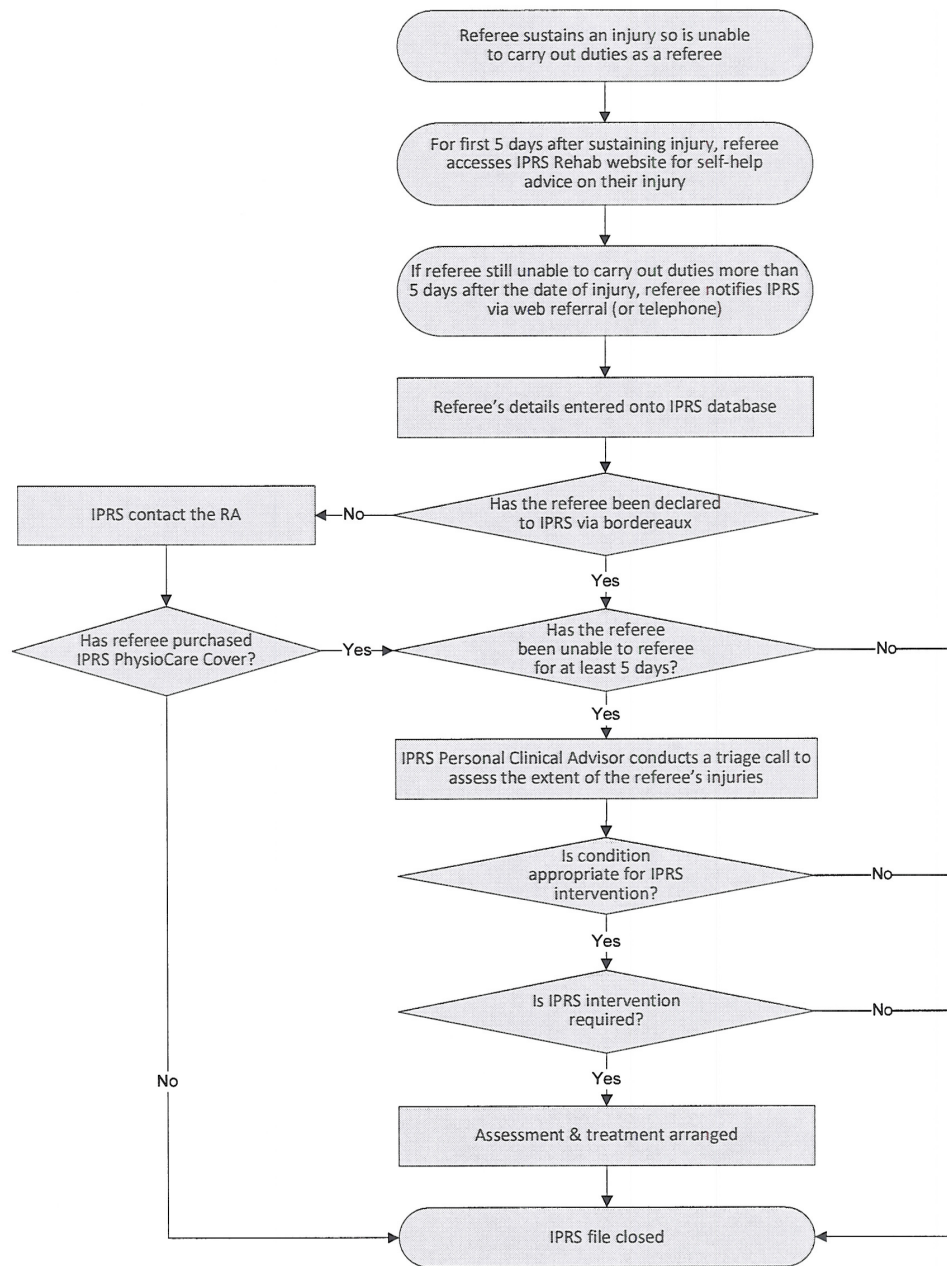 Referee sustains an injury so is unable
to carry out duties as a referee
For first 5 days after sustaining injury, referee
accesses IPRS Rehab website for self-help
advice on their injury
If referee still unable to carry out duties more than
5 days after the date of injury, referee notifies IPRS
via web referral (or telephone)
Referee's details entered onto IPRS database
IPRS contact the RA
No
Has the referee been declared
to IPRS via bordereaux
Yes
Has referee purchased
IPRS PhysioCare Cover?
Yes
Has the referee
been unable to referee
for at least 5 days?
No
Yes
IPRS Personal Clinical Advisor conducts a triage call to
assess the extent of the referee's injuries
Is condition
appropriate for IPRS
intervention?
No
Yes
Is IPRS intervention
required?
No
No
Yes
Assessment & treatment arranged
IPRS file closed